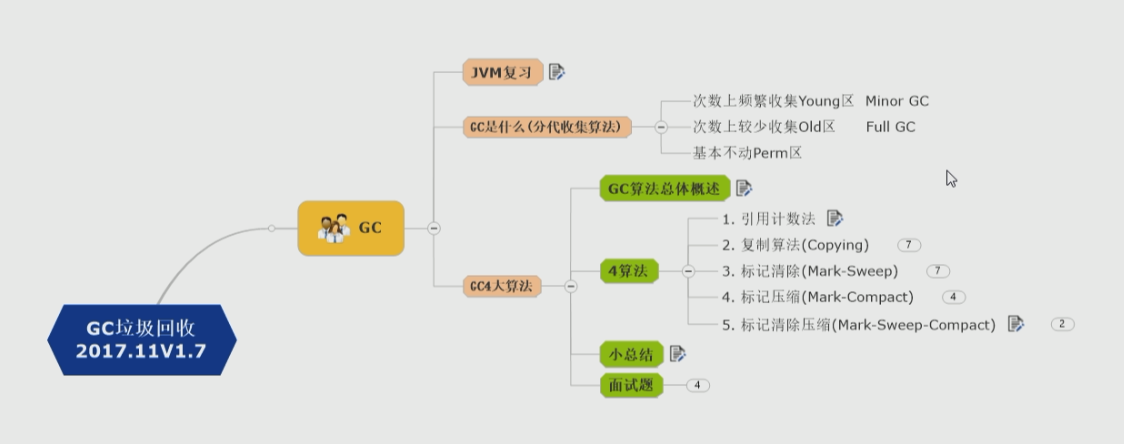 JVM复习
GC是什么(分代收集算法)
次数上频繁收集Young区 Minor GC
次数上较少收集Old区 Full GC
基本不动Perm区
GC
GC4大算法
GC算法总体概述
4算法
1. 引用计数法
2. 复制算法(Copying) 7
3. 标记清除(Mark-Sweep) 7
4. 标记压缩(Mark-Compact) 4
5. 标记清除压缩(Mark-Sweep-Compact) 2
小总结
面试题 4
GC垃圾回收
2017.11V1.7